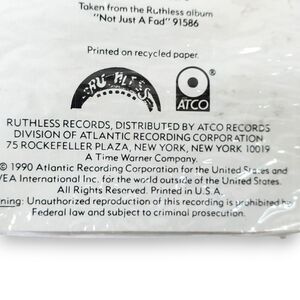 Taken from the Ruthless album
"Not Just A Fad" 91586
Printed on recycled paper.
RUTHLESS
ATCO
RUTHLESS RECORDS, DISTRIBUTED BY ATCO RECORDS
DIVISION OF ATLANTIC RECORDING CORPORATION
75 ROCKEFELLER PLAZA, NEW YORK, NEW YORK 10019
A Time Warner Company.
© 1990 Atlantic Recording Corporation for the United States and
WEA International Inc. for the world outside of the United States.
All Rights Reserved. Printed in U.S.A.
ning: Unauthorized reproduction of this recording is prohibited by
Federal law and subject to criminal prosecution.